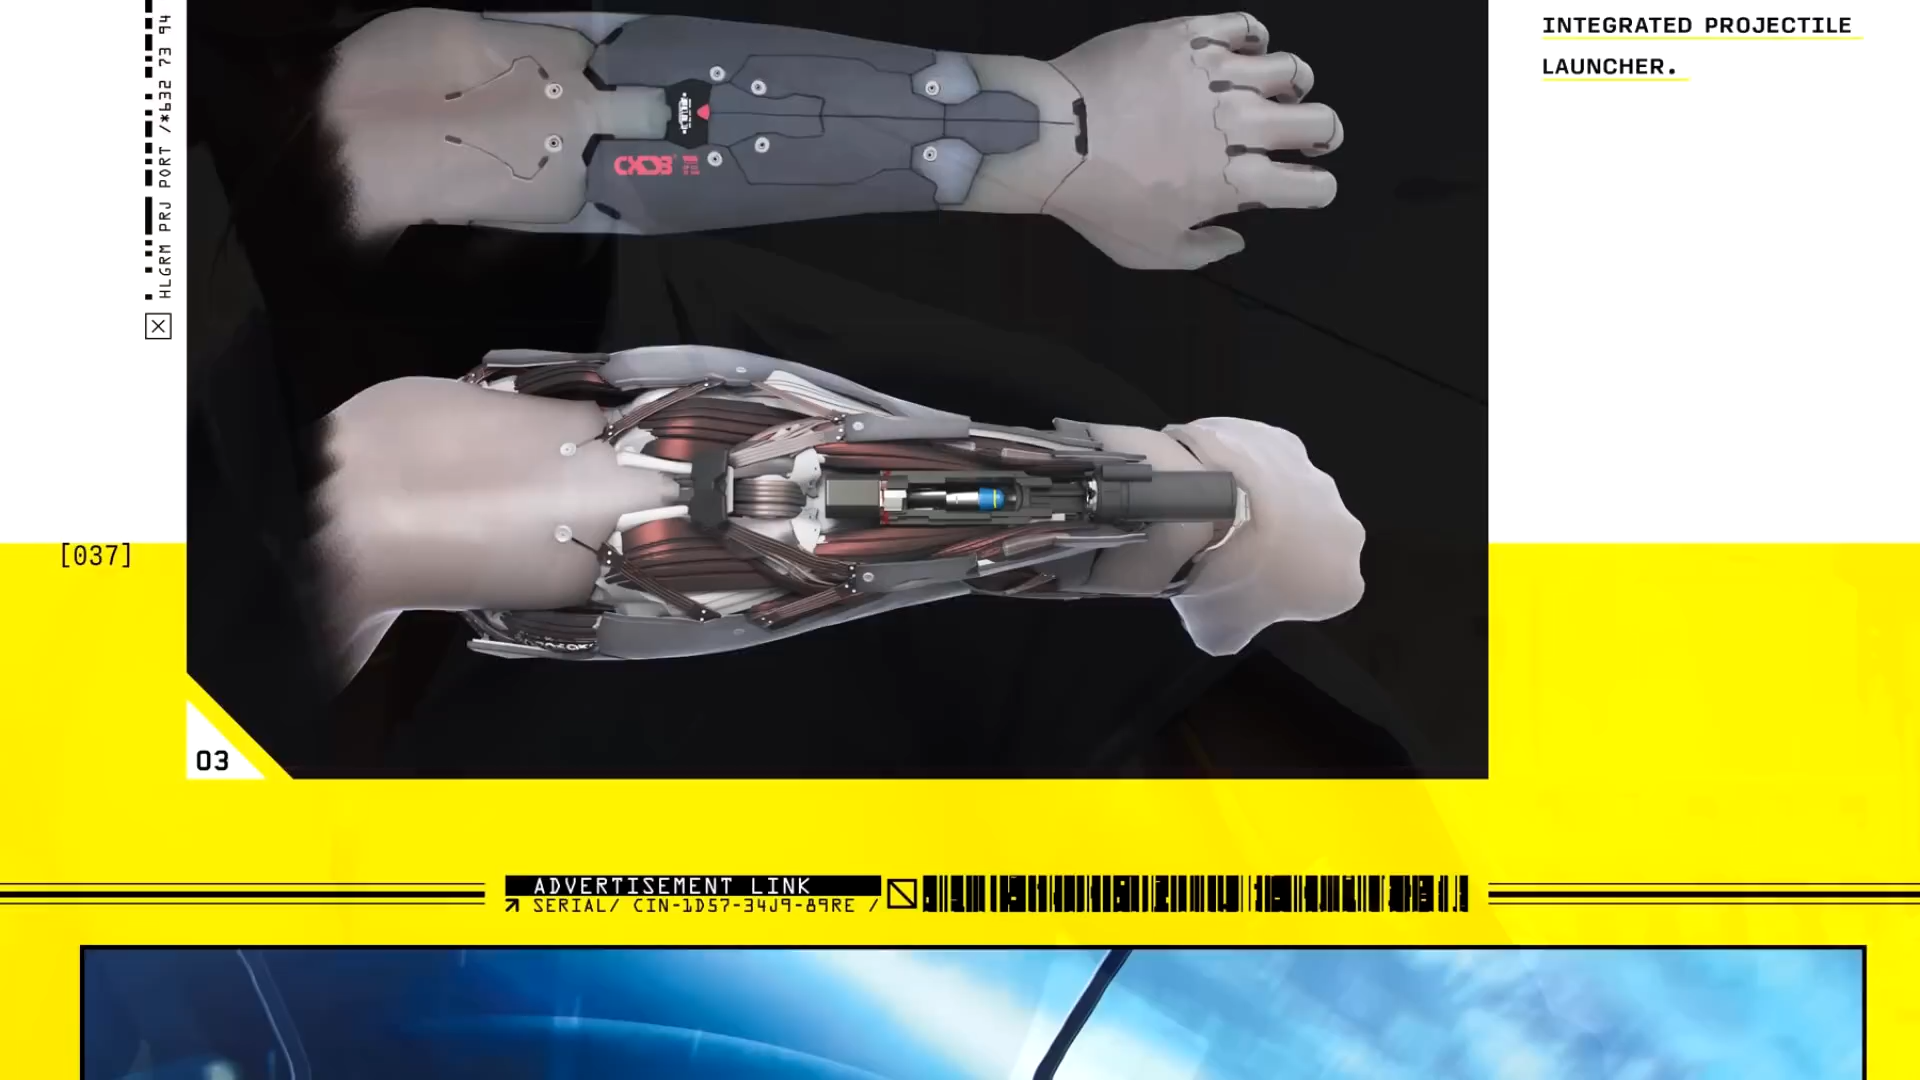 INTEGRATED PROJECTILE
LAUNCHER.
HLGRM PRJ PORT /*632 73 94
[037]
03
ADVERTISEMENT LINK
SERIAL/ CIN-1D57-34J9-89RE /